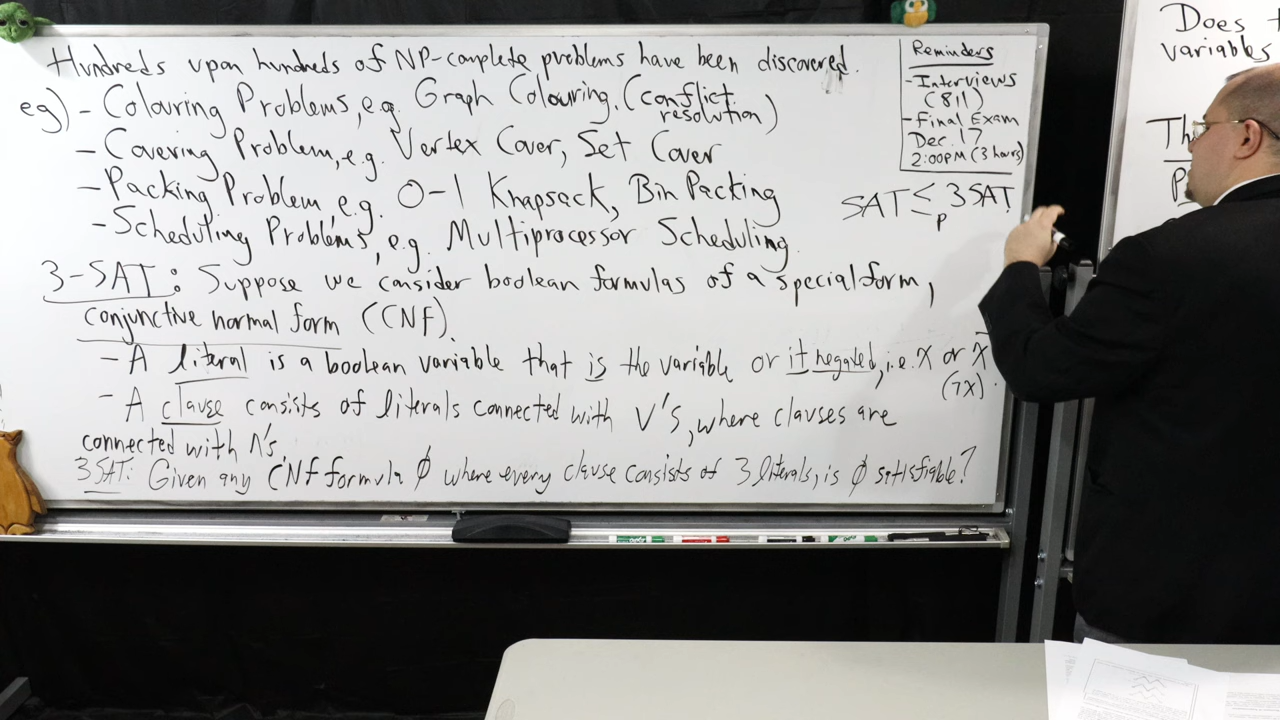 Hundreds upon hundreds of NP-complete problems have been discovered.
eg) - Colouring Problems, e.g. Graph Colouring, (conflict
resolution)
- Covering Problem, e.g. Vertex Cover, Set Cover
- Packing Problem, e.g. 0-1 Knapsack, Bin Packing
- Scheduling Problems, e.g. Multiprocessor Scheduling.
3-SAT: Suppose we consider boolean formulas of a special form,
conjunctive normal form (CNF).
- A literal is a boolean variable that is the variable or it negated, i.e. x or x̄
(¬x).
- A clause consists of literals connected with ∨'s, where clauses are
connected with ∧'s.
3SAT: Given any CNF formula ϕ where every clause consists of 3 literals, is ϕ satisfiable?
Reminders
- Interviews
(811)
- Final Exam
Dec. 17
2:00PM (3 hours)
SAT ≤p 3SAT
Does
variables